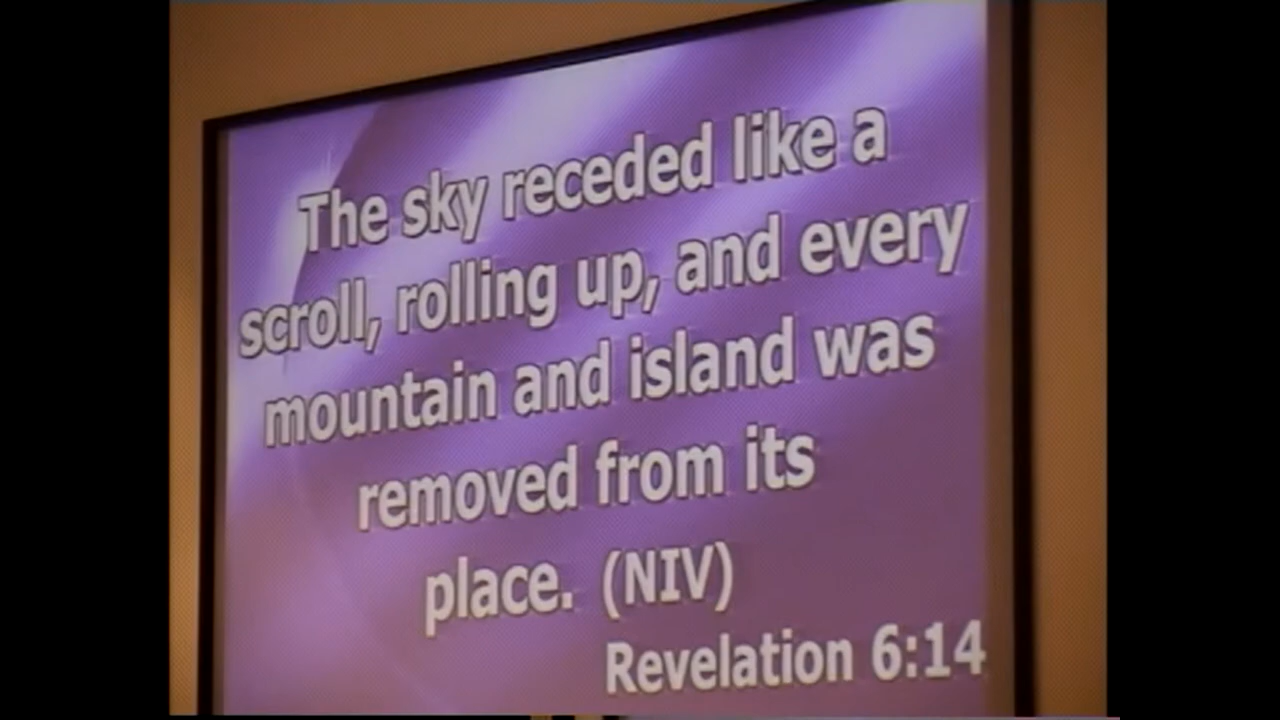 The sky receded like a
scroll, rolling up, and every
mountain and island was
removed from its
place. (NIV)
Revelation 6:14